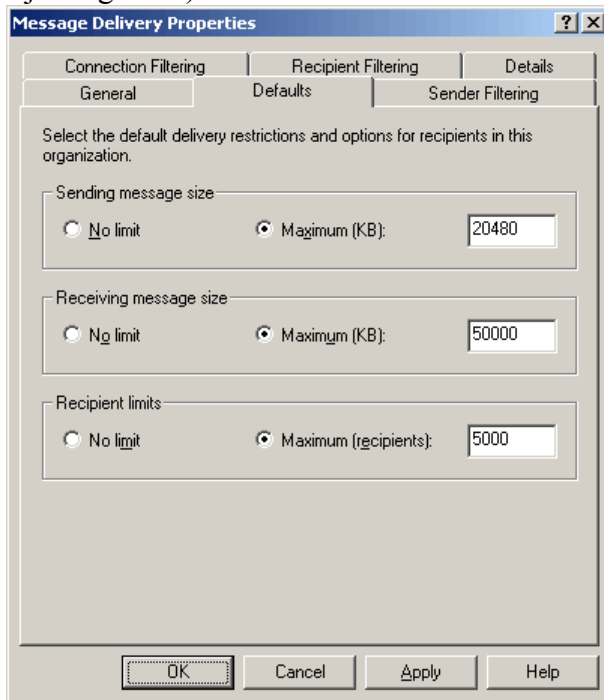 Message Delivery Properties
Connection Filtering Recipient Filtering Details
General Defaults Sender Filtering
Select the default delivery restrictions and options for recipients in this
organization.
Sending message size
No limit Maximum (KB): 20480
Receiving message size
No limit Maximum (KB): 50000
Recipient limits
No limit Maximum (recipients): 5000
OK Cancel Apply Help